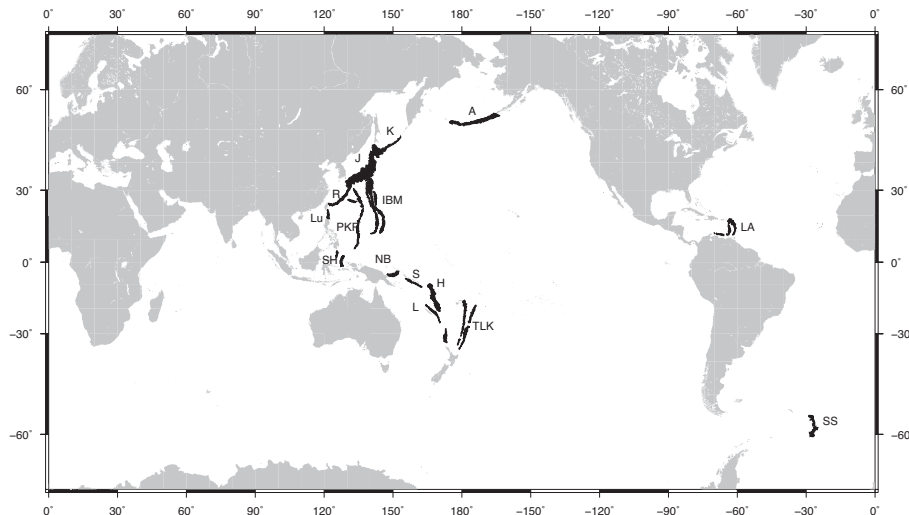 0˚ 30˚ 60˚ 90˚ 120˚ 150˚ 180˚ −150˚ −120˚ −90˚ −60˚ −30˚ 0˚
60˚ 60˚
A
K
J
30˚ 30˚
R
IBM
Lu
PKR
LA
SH
NB
0˚ 0˚
S
H
L
TLK
−30˚ −30˚
SS
−60˚ −60˚
0˚ 30˚ 60˚ 90˚ 120˚ 150˚ 180˚ −150˚ −120˚ −90˚ −60˚ −30˚ 0˚